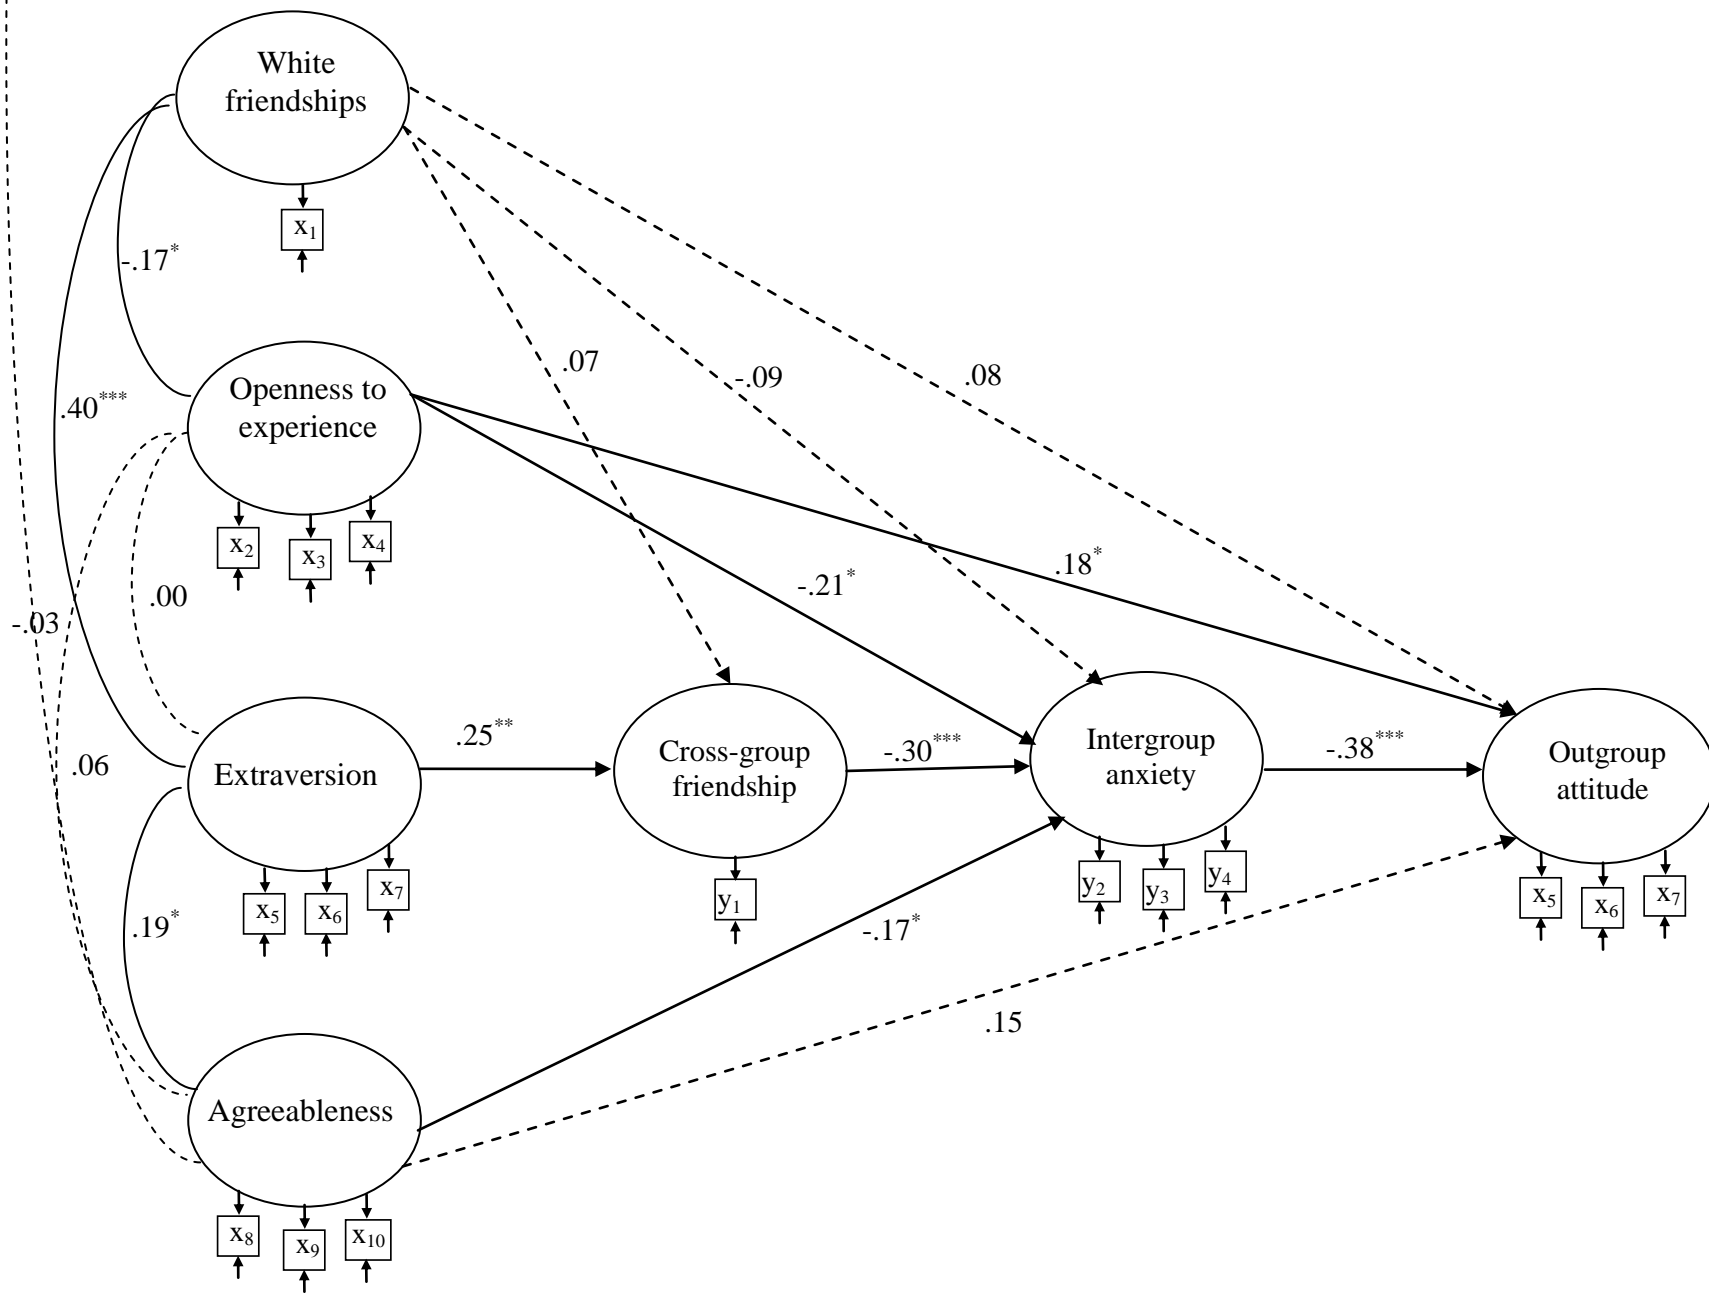 White
friendships
x1
-.17*
.07
-.09
.08
Openness to
experience
.40***
x2
x3
x4
.00
-.03
-.21*
.18*
Extraversion
.25**
Cross-group
friendship
-.30***
Intergroup
anxiety
-.38***
Outgroup
attitude
.06
x5
x6
x7
y1
y2
y3
y4
x5
x6
x7
.19*
-.17*
.15
Agreeableness
x8
x9
x10